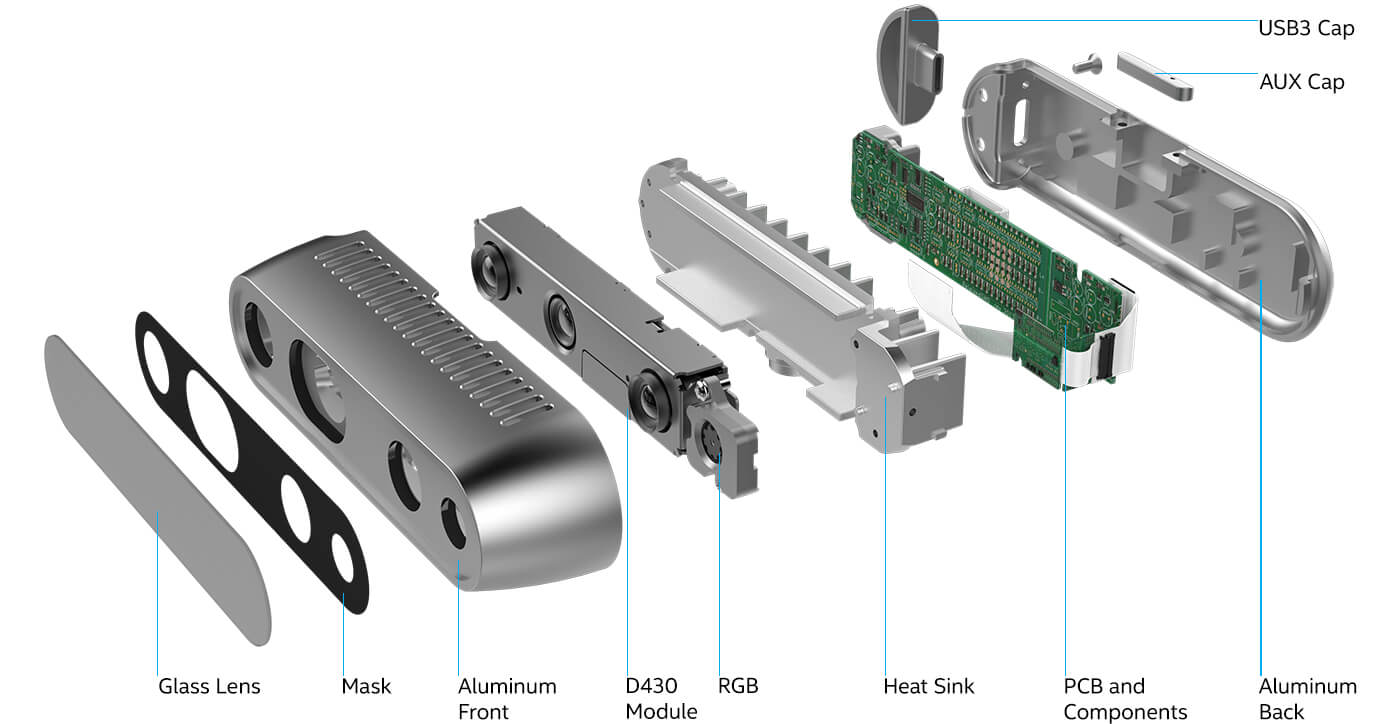 USB3 Cap
AUX Cap
Glass Lens
Mask
Aluminum
Front
D430
Module
RGB
Heat Sink
PCB and
Components
Aluminum
Back